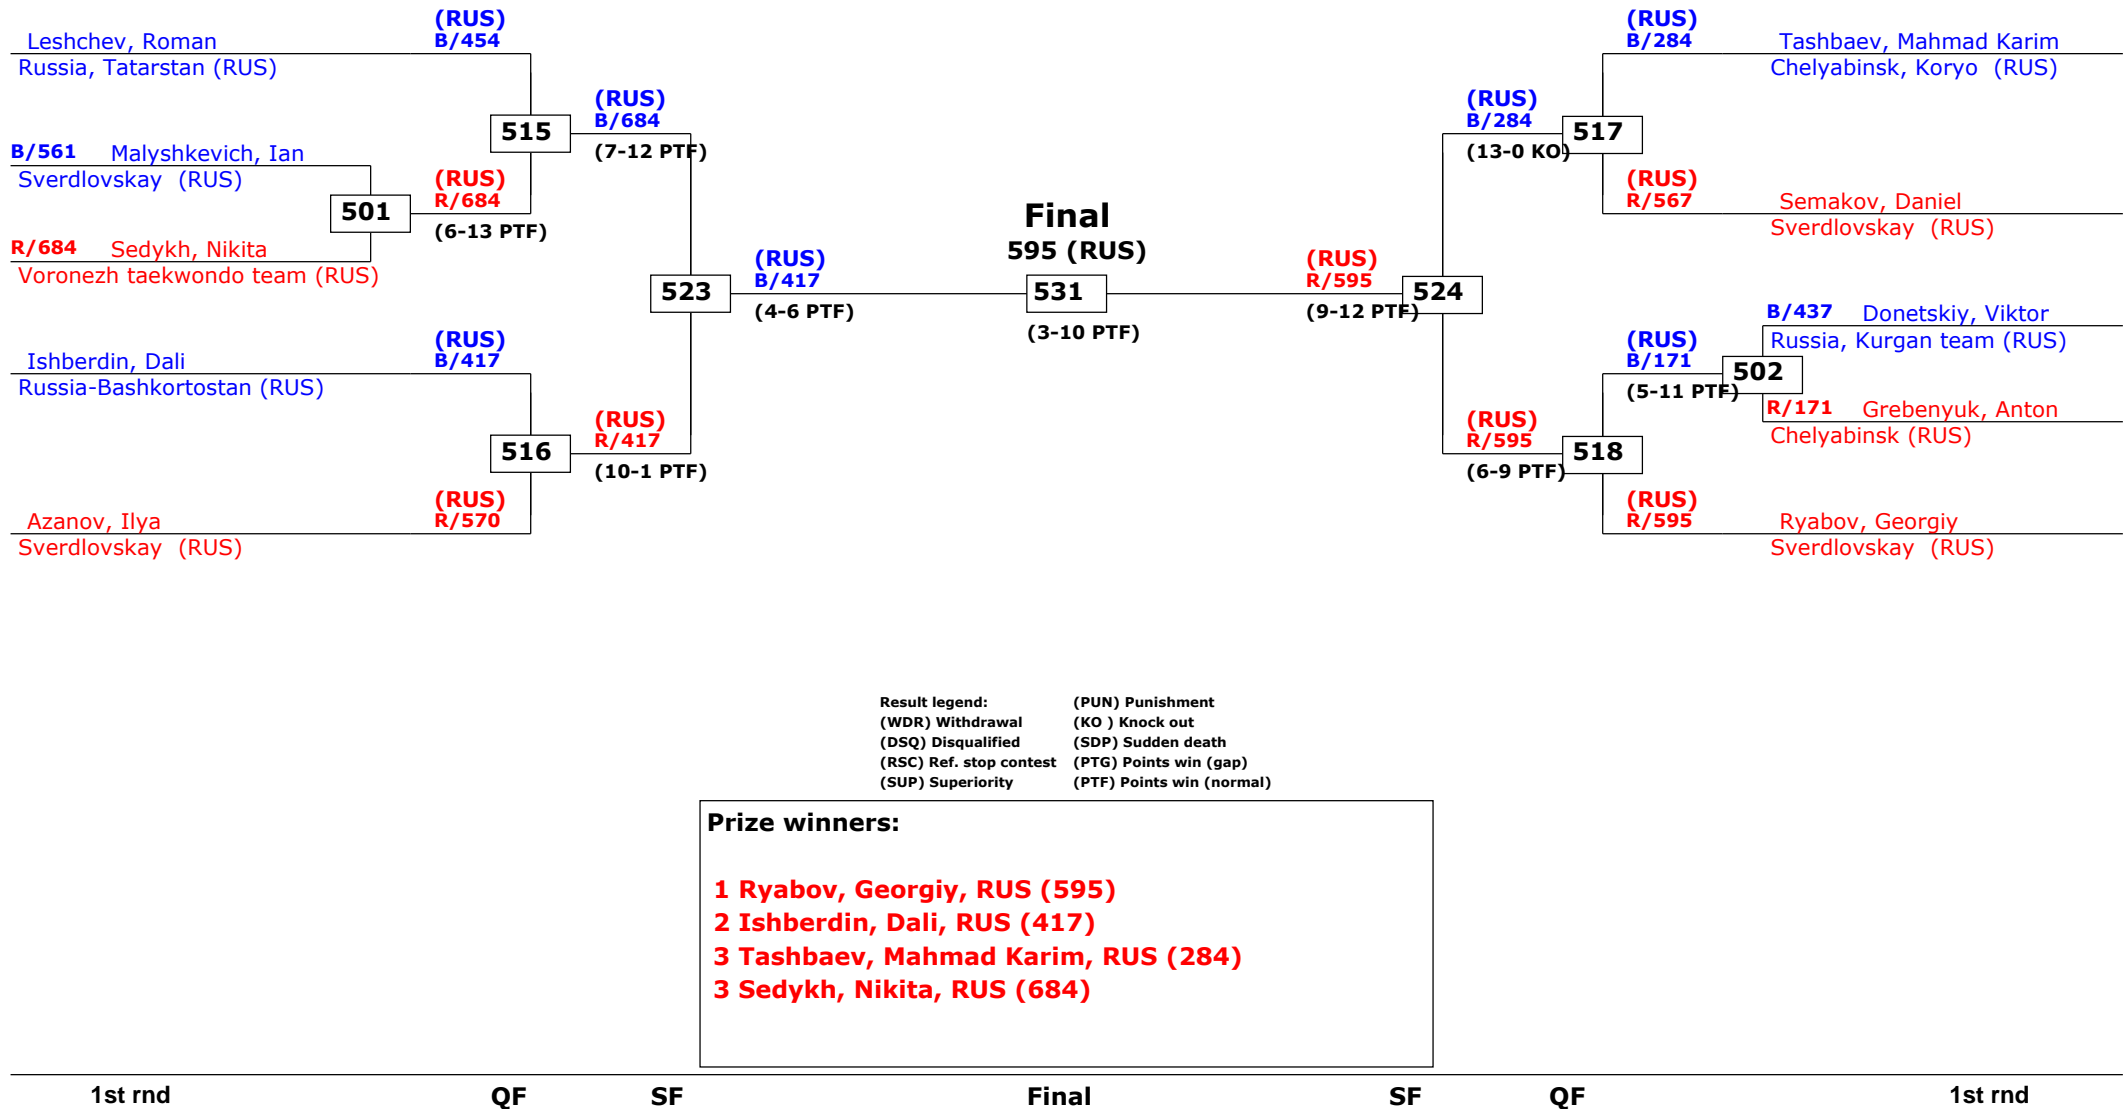 (RUS)
Leshchev, Roman
B/454
Russia, Tatarstan (RUS)
(RUS)
515
B/684
(7-12 PTF)
B/561 Malyshkevich, Ian
Sverdlovskay (RUS)
(RUS)
501
R/684
(6-13 PTF)
R/684 Sedykh, Nikita
Voronezh taekwondo team (RUS)
(RUS)
523
B/417
(4-6 PTF)
(RUS)
Ishberdin, Dali
B/417
Russia-Bashkortostan (RUS)
(RUS)
516
R/417
(10-1 PTF)
(RUS)
Azanov, Ilya
R/570
Sverdlovskay (RUS)
Final
595 (RUS)
531
(3-10 PTF)
(RUS)
B/284
Tashbaev, Mahmad Karim
Chelyabinsk, Koryo (RUS)
(RUS)
B/284
517
(13-0 KO)
(RUS)
R/567
Semakov, Daniel
Sverdlovskay (RUS)
(RUS)
R/595
524
(9-12 PTF)
B/437 Donetskiy, Viktor
Russia, Kurgan team (RUS)
(RUS)
B/171
502
(5-11 PTF)
R/171 Grebenyuk, Anton
Chelyabinsk (RUS)
(RUS)
R/595
518
(6-9 PTF)
(RUS)
R/595
Ryabov, Georgiy
Sverdlovskay (RUS)
Result legend: (PUN) Punishment
(WDR) Withdrawal (KO ) Knock out
(DSQ) Disqualified (SDP) Sudden death
(RSC) Ref. stop contest (PTG) Points win (gap)
(SUP) Superiority (PTF) Points win (normal)
Prize winners:
1 Ryabov, Georgiy, RUS (595)
2 Ishberdin, Dali, RUS (417)
3 Tashbaev, Mahmad Karim, RUS (284)
3 Sedykh, Nikita, RUS (684)
1st rnd QF SF Final SF QF 1st rnd